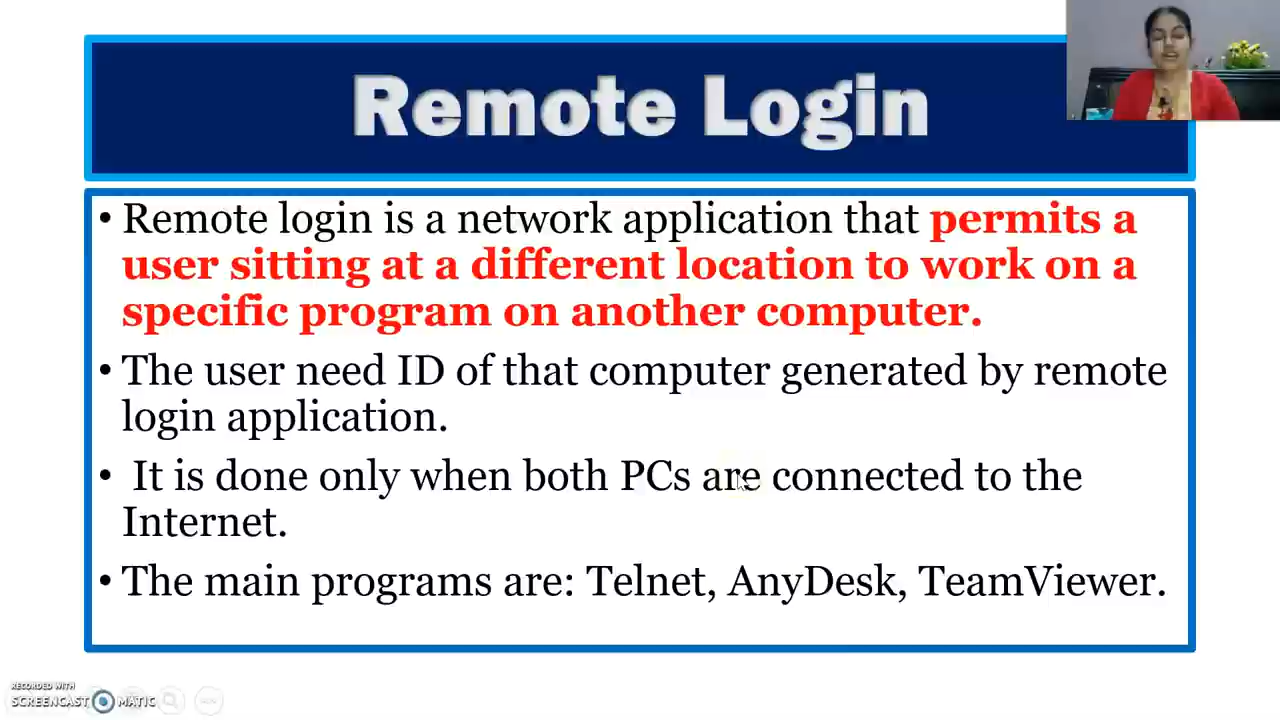 Remote Login
• Remote login is a network application that permits a
user sitting at a different location to work on a
specific program on another computer.
• The user need ID of that computer generated by remote
login application.
• It is done only when both PCs are connected to the
Internet.
• The main programs are: Telnet, AnyDesk, TeamViewer.
RECORDED WITH
SCREENCAST MATIC